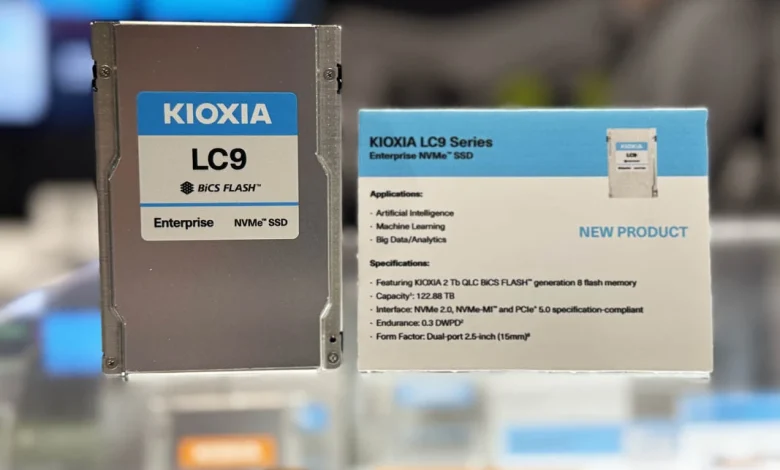 KIOXIA
LC9
BiCS FLASH™
Enterprise NVMe™ SSD
KIOXIA LC9 Series
Enterprise NVMe™ SSD
KIOXIA
LC9
Applications:
· Artificial Intelligence
· Machine Learning
· Big Data/Analytics
NEW PRODUCT
Specifications:
· Featuring KIOXIA 2 Tb QLC BiCS FLASH™ generation 8 flash memory
· Capacity¹: 122.88 TB
· Interface: NVMe 2.0, NVMe-MI™ and PCIe® 5.0 specification-compliant
· Endurance: 0.3 DWPD²
· Form Factor: Dual-port 2.5-inch (15mm)³